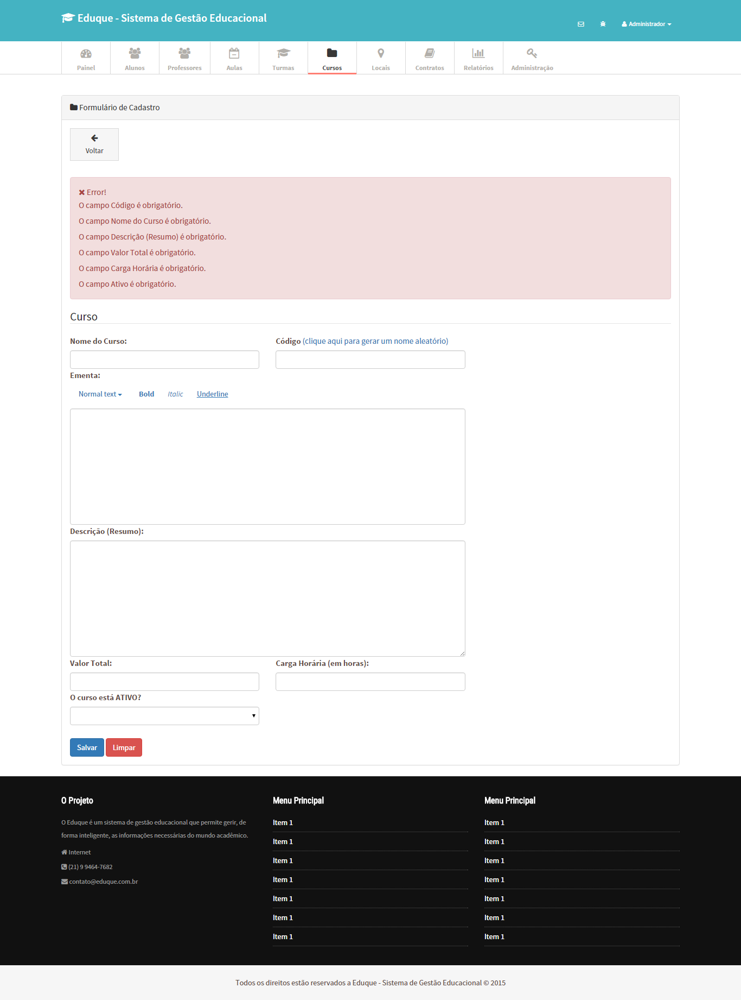 Eduque - Sistema de Gestão Educacional
Administrador
Painel
Alunos
Professores
Aulas
Turmas
Cursos
Locais
Contratos
Relatórios
Administração
Formulário de Cadastro
Voltar
Error!
O campo Código é obrigatório.
O campo Nome do Curso é obrigatório.
O campo Descrição (Resumo) é obrigatório.
O campo Valor Total é obrigatório.
O campo Carga Horária é obrigatório.
O campo Ativo é obrigatório.
Curso
Nome do Curso:
Código (clique aqui para gerar um nome aleatório)
Ementa:
Normal text
Bold
Italic
Underline
Descrição (Resumo):
Valor Total:
Carga Horária (em horas):
O curso está ATIVO?
Salvar
Limpar
O Projeto
O Eduque é um sistema de gestão educacional que permite gerir, de
forma inteligente, as informações necessárias do mundo acadêmico.
Internet
(21) 9 9464-7682
contato@eduque.com.br
Menu Principal
Item 1
Item 1
Item 1
Item 1
Item 1
Item 1
Item 1
Menu Principal
Item 1
Item 1
Item 1
Item 1
Item 1
Item 1
Item 1
Todos os direitos estão reservados a Eduque - Sistema de Gestão Educacional © 2015